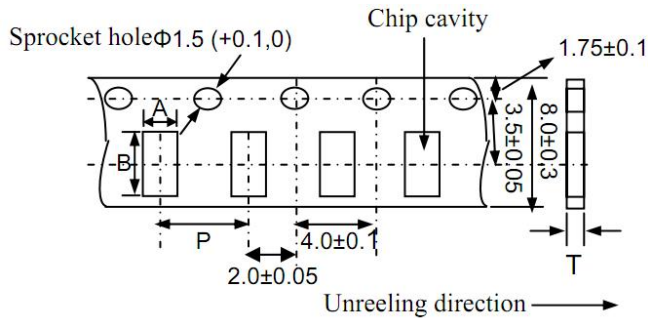 Chip cavity
Sprocket holeΦ1.5 (+0.1,0)
1.75±0.1
A
B
3.5±0.05
8.0±0.3
P
4.0±0.1
2.0±0.05
T
Unreeling direction